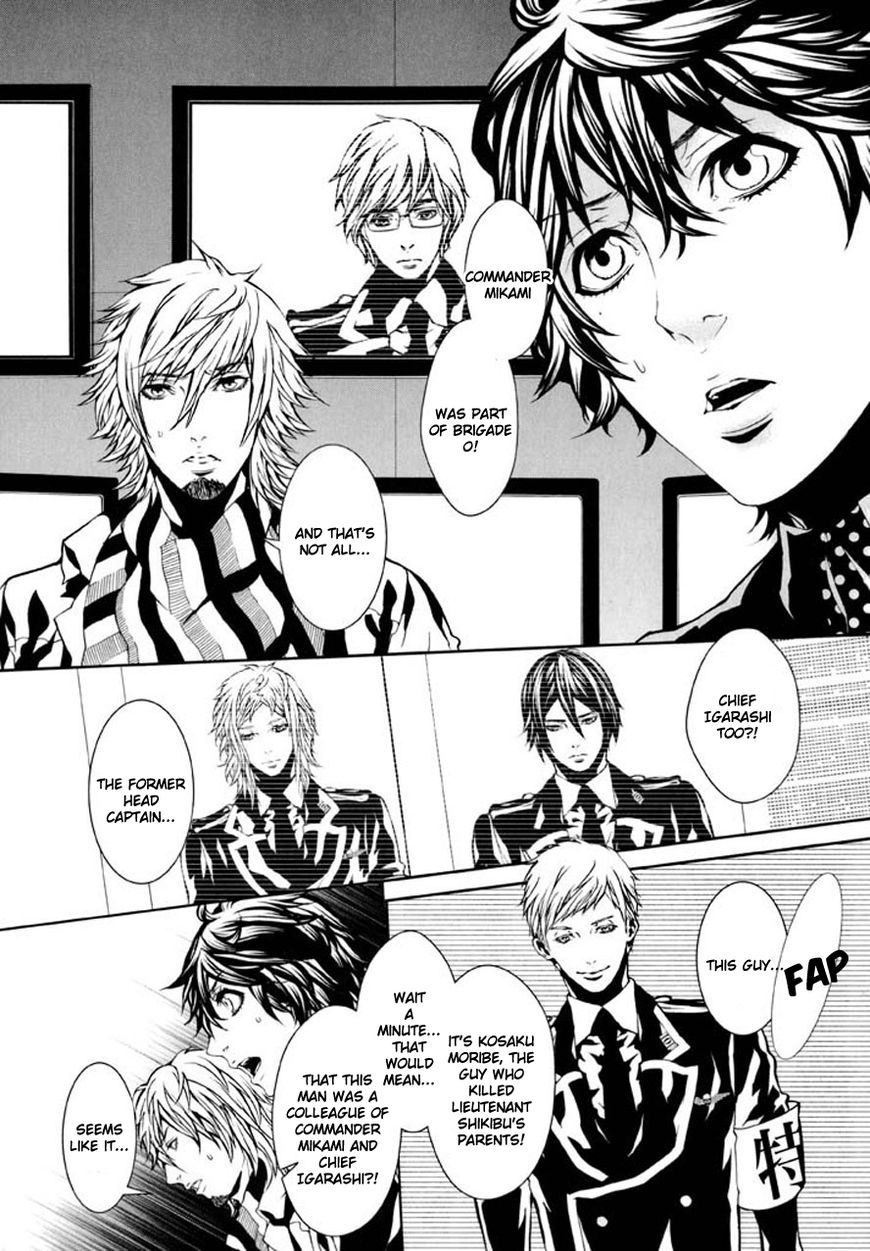 COMMANDER
MIKAMI
WAS PART
OF BRIGADE
0!
AND THAT'S
NOT ALL...
CHIEF
IGARASHI
TOO?!
THE FORMER
HEAD
CAPTAIN...
FAP
THIS GUY...
IT'S KOSAKU
MORIBE, THE
GUY WHO
KILLED
LIEUTENANT
SHIKIBU'S
PARENTS!
WAIT
A
MINUTE...
THAT
WOULD
MEAN...
THAT THIS
MAN WAS A
COLLEAGUE OF
COMMANDER
MIKAMI AND
CHIEF
IGARASHI?!
SEEMS
LIKE IT...
特